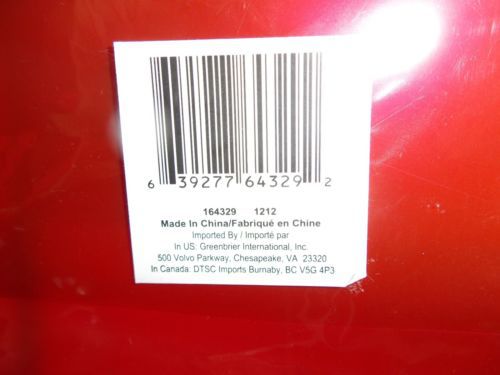 6 39277 64329 2
164329 1212
Made In China/Fabriqué en Chine
Imported By / Importé par
In US: Greenbrier International, Inc.
500 Volvo Parkway, Chesapeake, VA 23320
In Canada: DTSC Imports Burnaby, BC V5G 4P3